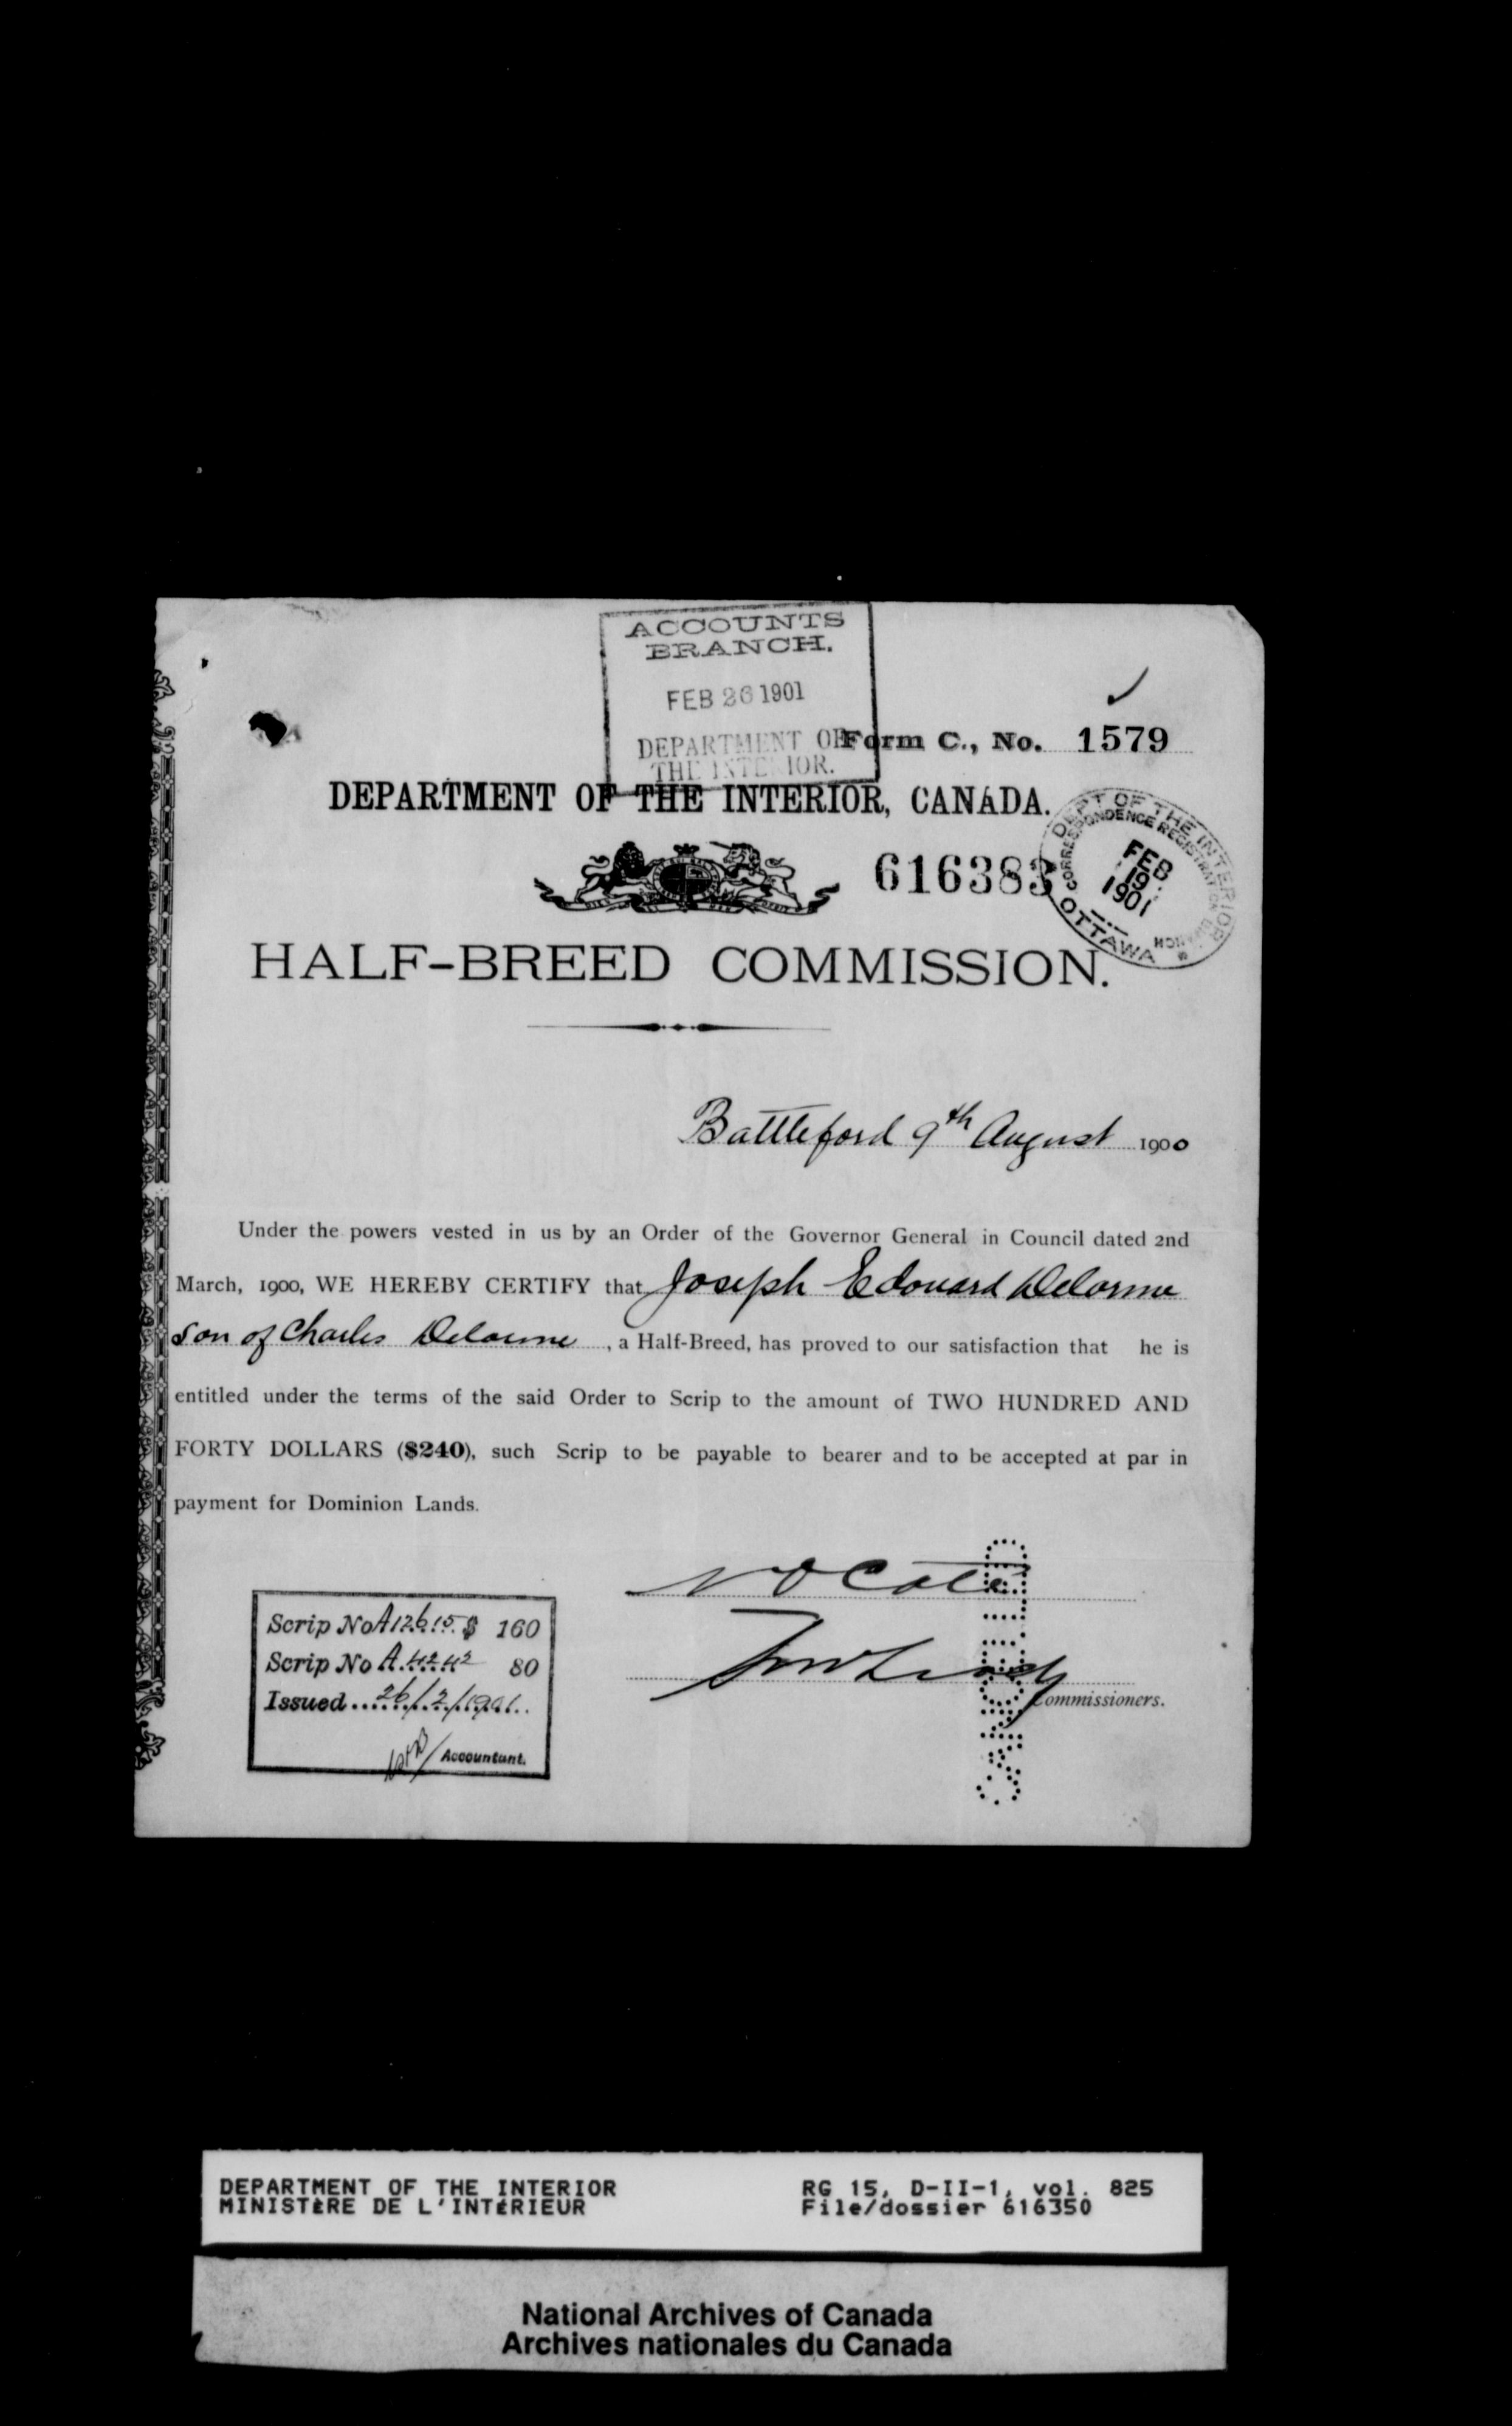 ACCOUNTS
BRANCH.
FEB 26 1901
DEPARTMENT OF
THE INTERIOR.
Form C., No. 1579
DEPARTMENT OF THE INTERIOR, CANADA.
616383
DEPT OF THE INTERIOR
CORRESPONDENCE REGISTRATION BRANCH
FEB
19
1901
OTTAWA
HALF-BREED COMMISSION.
Battleford 9th August 1900
Under the powers vested in us by an Order of the Governor General in Council dated 2nd
March, 1900, WE HEREBY CERTIFY that Joseph Edouard Delorme
son of Charles Delorme, a Half-Breed, has proved to our satisfaction that he is
entitled under the terms of the said Order to Scrip to the amount of TWO HUNDRED AND
FORTY DOLLARS ($240), such Scrip to be payable to bearer and to be accepted at par in
payment for Dominion Lands.
Commissioners.
CANCELLED
Scrip No A12615 $ 160
Scrip No A.4242 80
Issued....26/2/1901..
Accountant.
DEPARTMENT OF THE INTERIOR
MINISTÈRE DE L'INTÉRIEUR
RG 15, D-II-1, vol. 825
File/dossier 616350
National Archives of Canada
Archives nationales du Canada